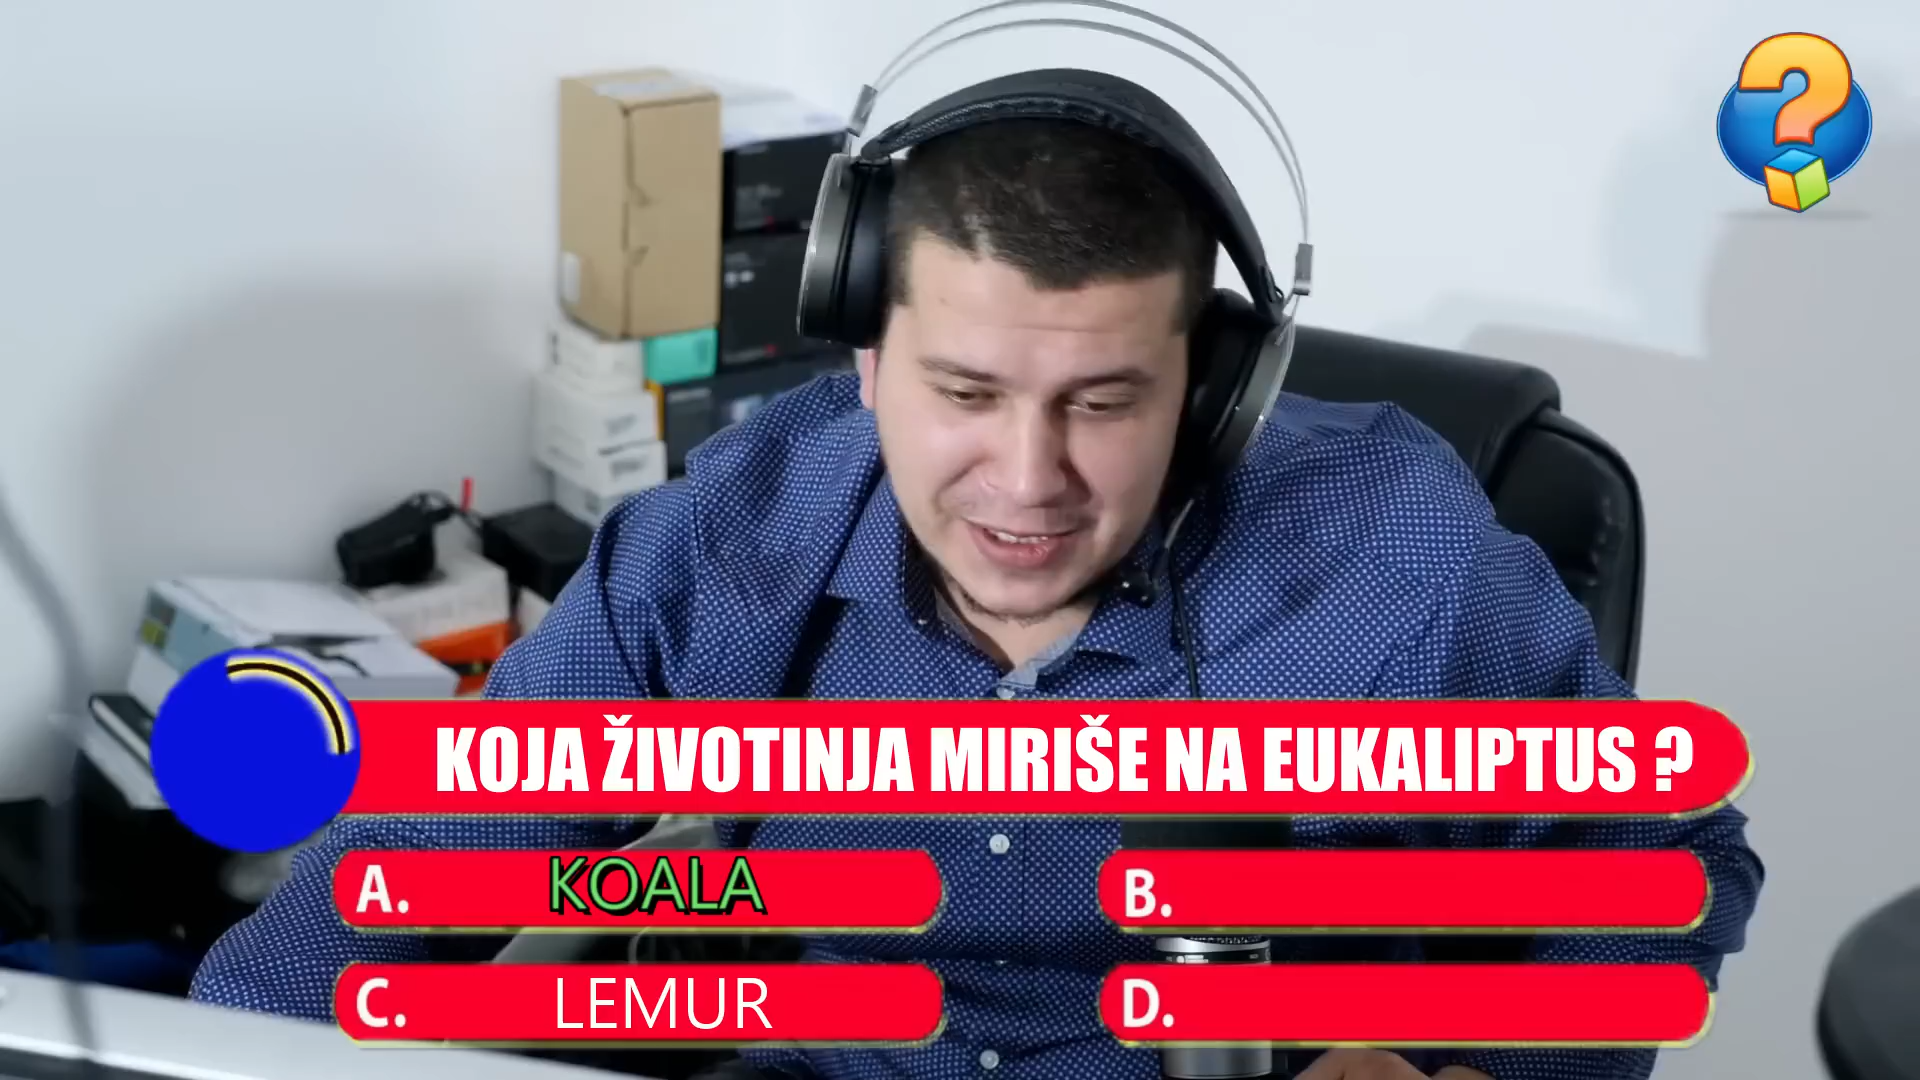 KOJA ŽIVOTINJA MIRIŠE NA EUKALIPTUS ?
A. KOALA
B.
C. LEMUR
D.